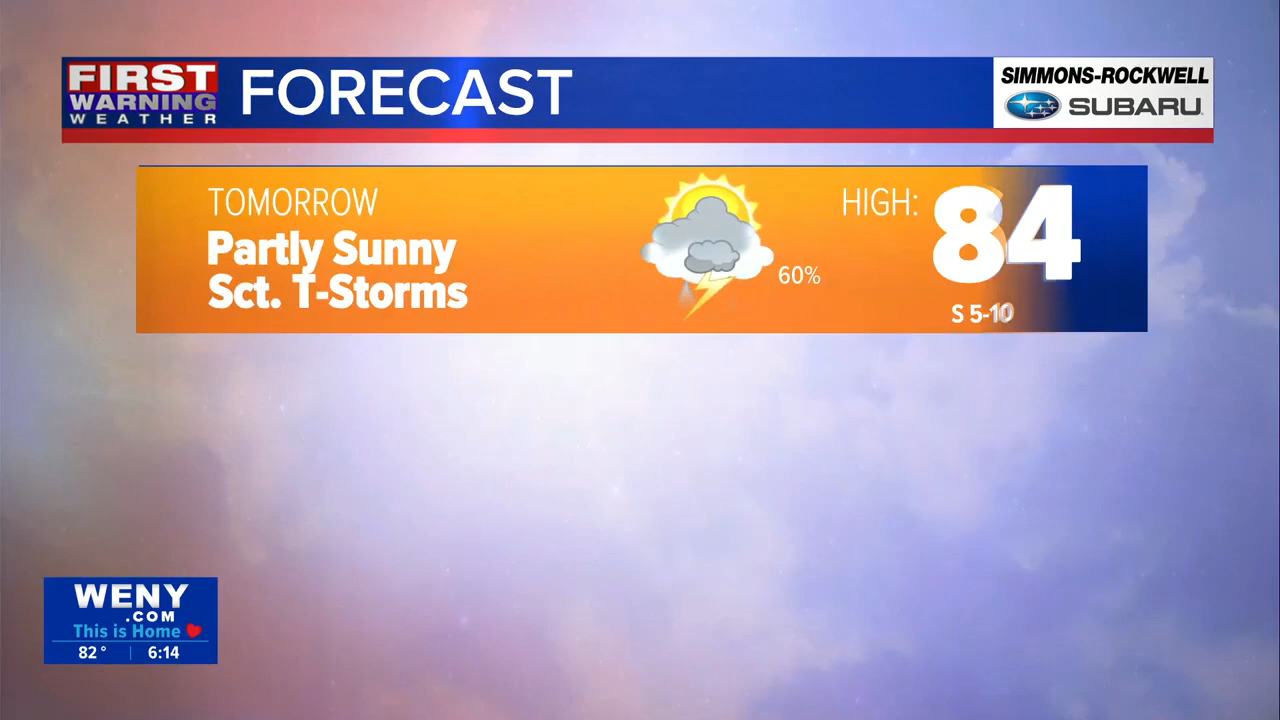 FIRST
WARNING
WEATHER
FORECAST
SIMMONS-ROCKWELL
SUBARU
TOMORROW
Partly Sunny
Sct. T-Storms
60%
HIGH:
84
S 5-10
WENY
.COM
This is Home
82° | 6:14